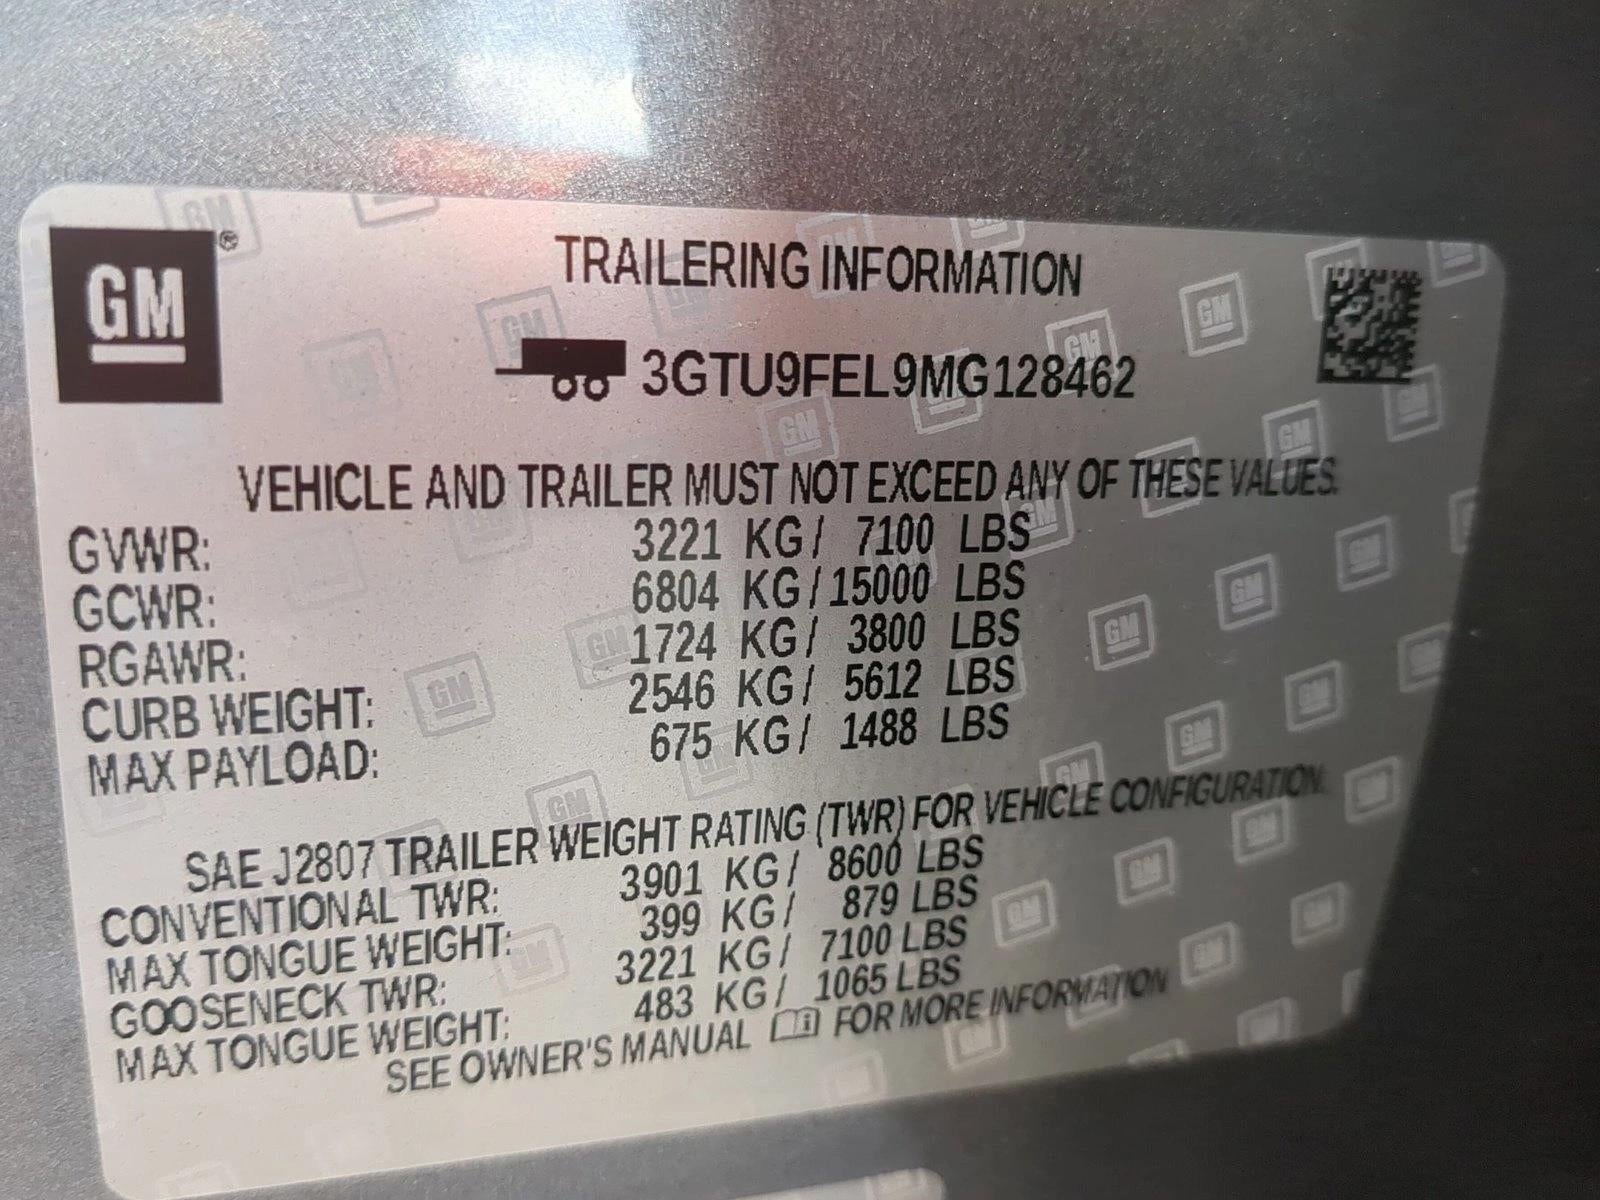 GM ®
TRAILERING INFORMATION
3GTU9FEL9MG128462
VEHICLE AND TRAILER MUST NOT EXCEED ANY OF THESE VALUES.
GVWR: 3221 KG / 7100 LBS
GCWR: 6804 KG / 15000 LBS
RGAWR: 1724 KG / 3800 LBS
CURB WEIGHT: 2546 KG / 5612 LBS
MAX PAYLOAD: 675 KG / 1488 LBS
SAE J2807 TRAILER WEIGHT RATING (TWR) FOR VEHICLE CONFIGURATION.
CONVENTIONAL TWR: 3901 KG / 8600 LBS
MAX TONGUE WEIGHT: 399 KG / 879 LBS
GOOSENECK TWR: 3221 KG / 7100 LBS
MAX TONGUE WEIGHT: 483 KG / 1065 LBS
SEE OWNER'S MANUAL FOR MORE INFORMATION